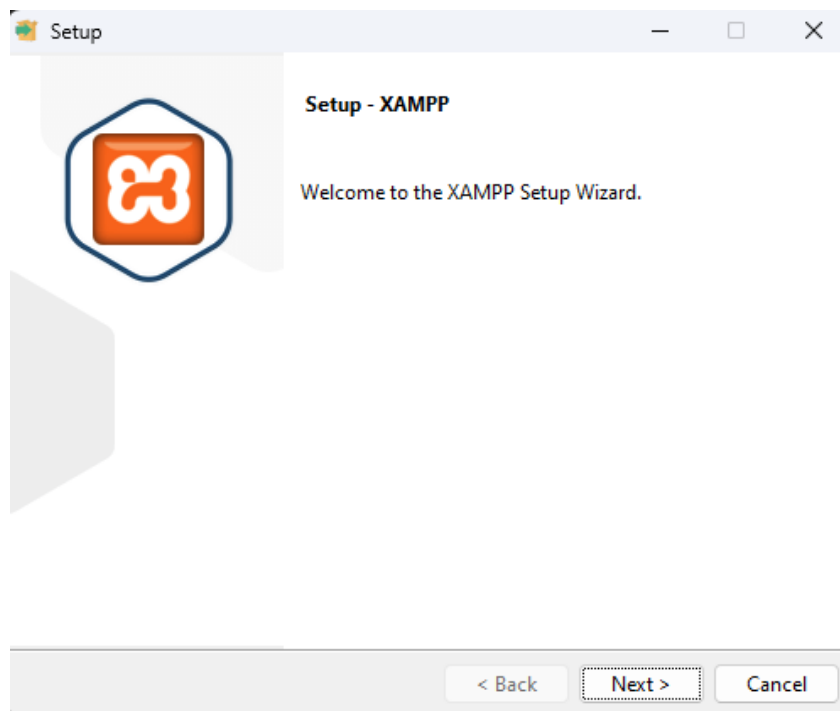 Setup
Setup - XAMPP
Welcome to the XAMPP Setup Wizard.
< Back
Next >
Cancel